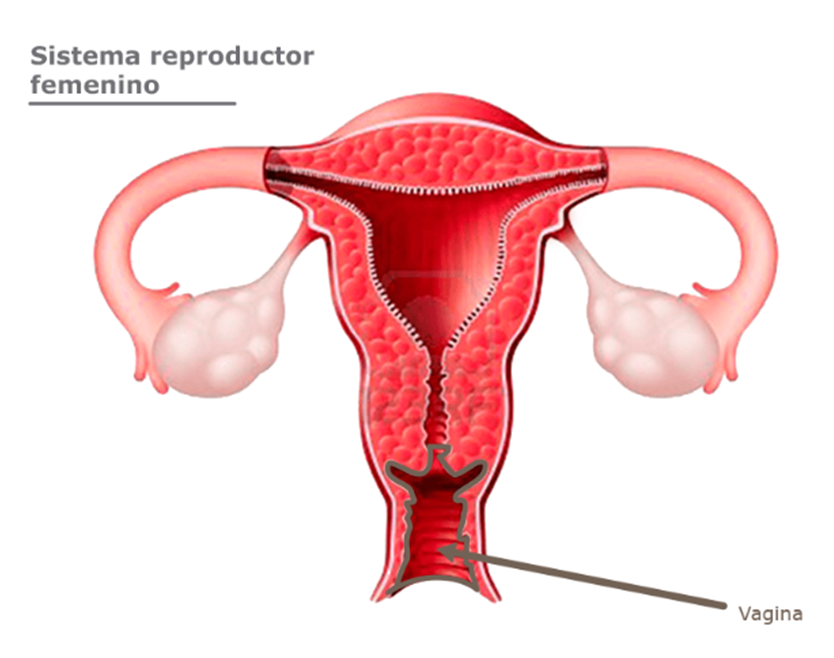 Sistema reproductor
femenino
Vagina